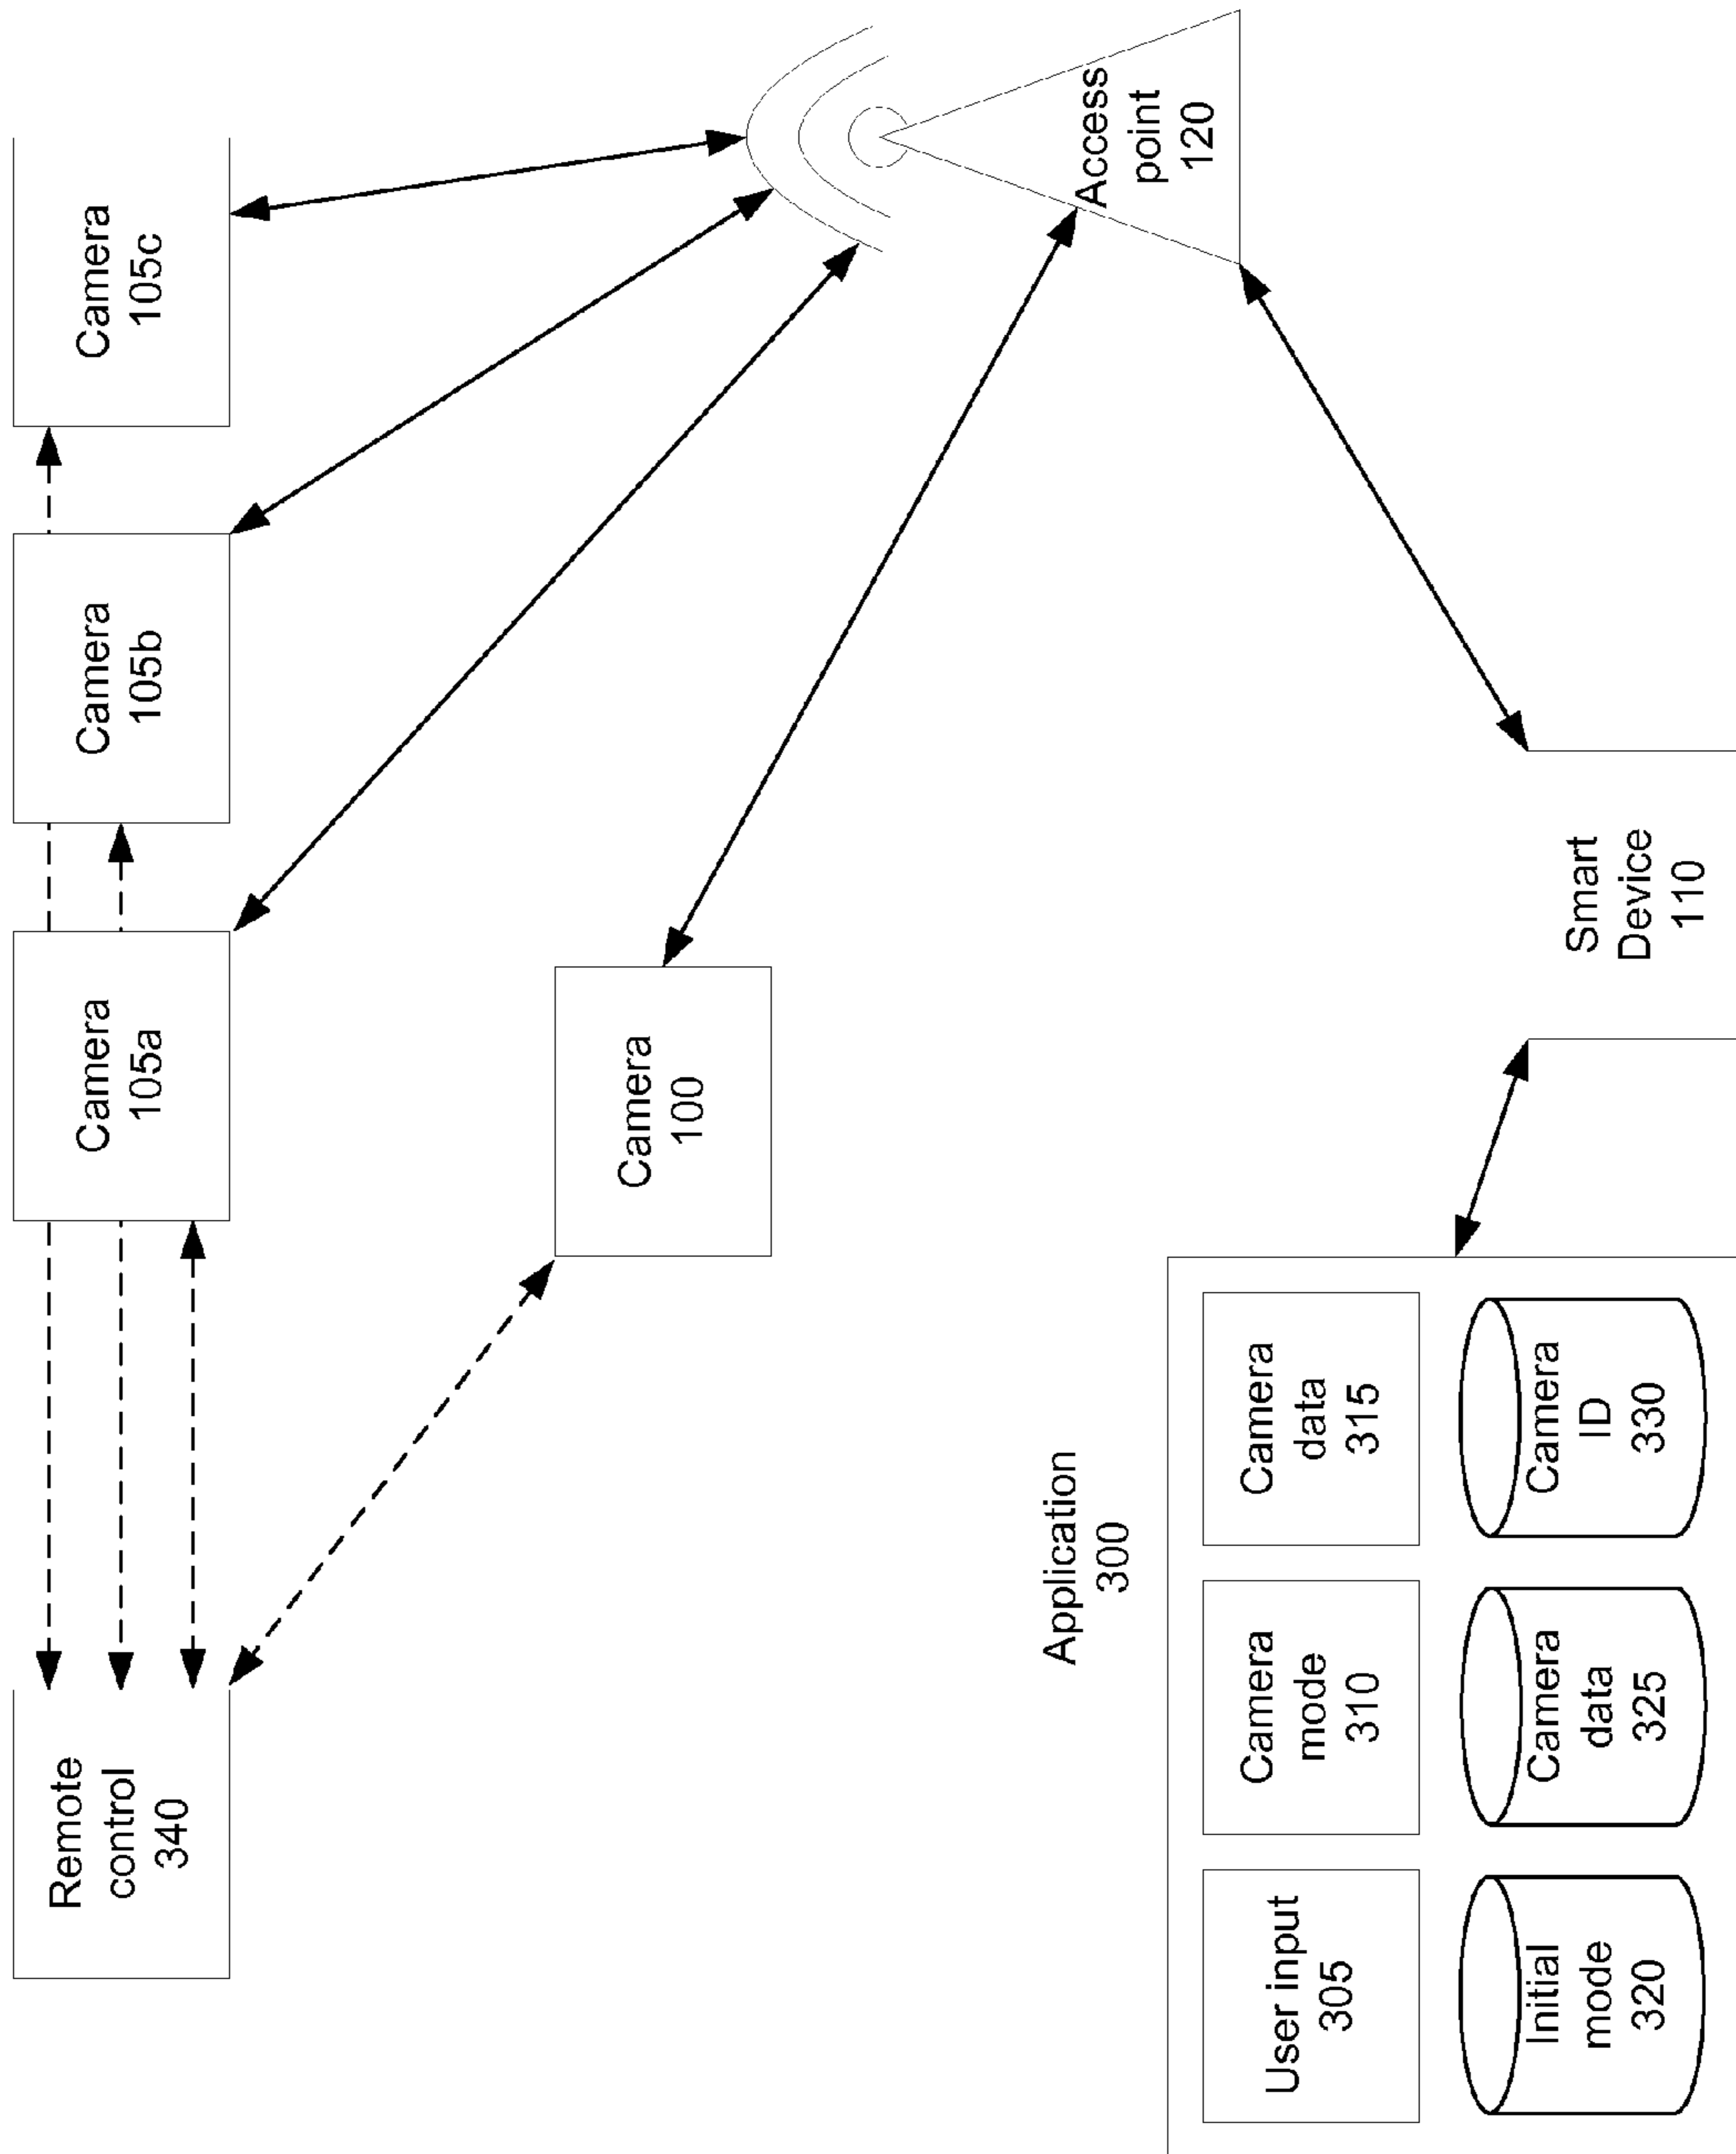 Remote
control
340
Camera
105a
Camera
105b
Camera
105c
Camera
100
Access
point
120
Application
300
User input
305
Camera
mode
310
Camera
data
315
Initial
mode
320
Camera
data
325
Camera
ID
330
Smart
Device
110